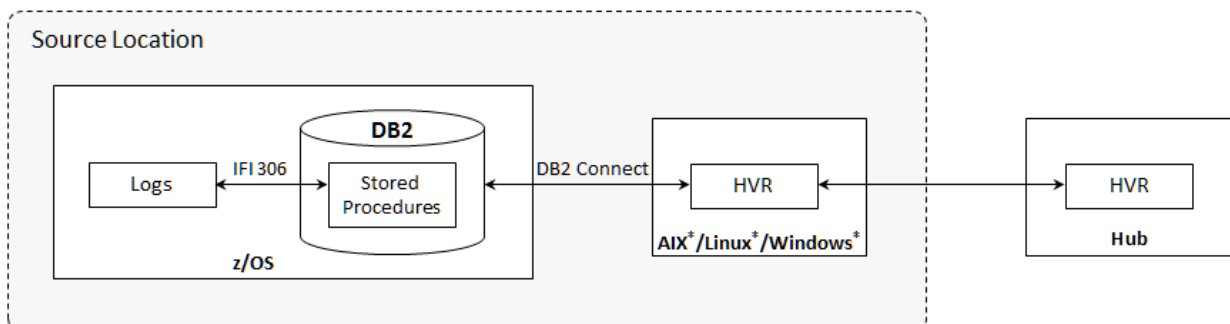 Source Location
DB2
Logs
IFI 306
Stored
Procedures
z/OS
DB2 Connect
HVR
AIX*/Linux*/Windows*
HVR
Hub